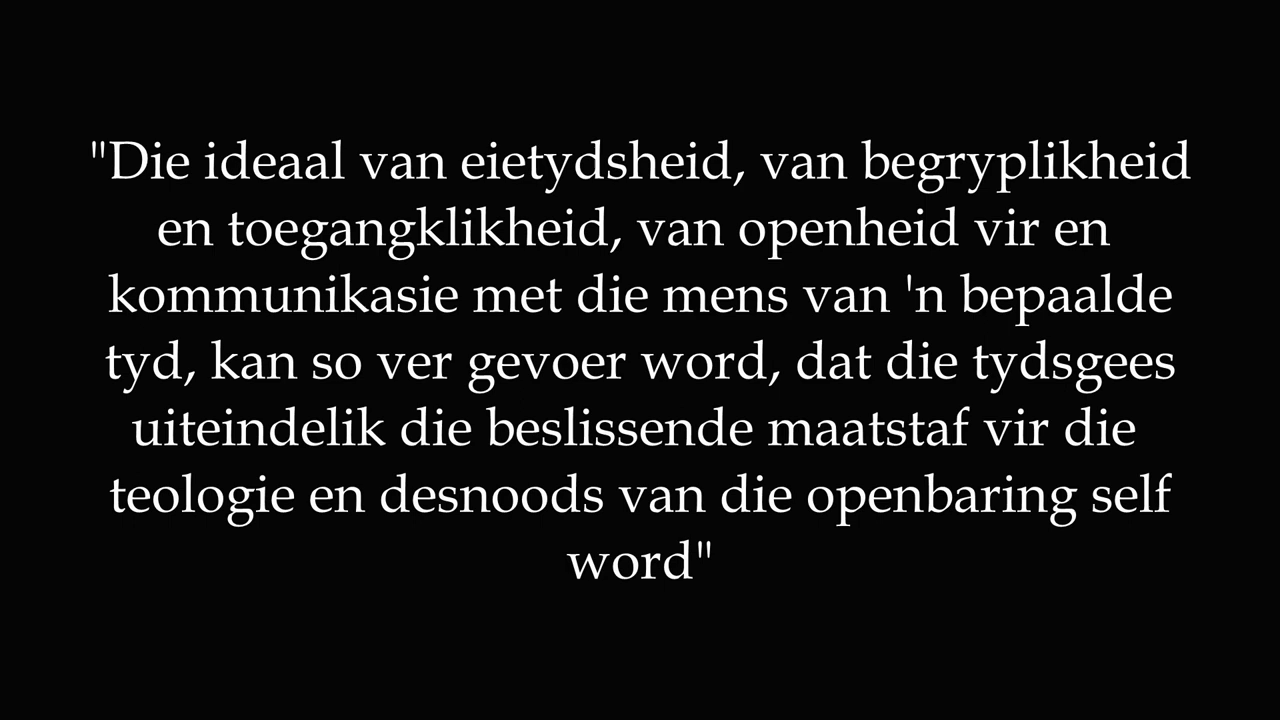 "Die ideaal van eietydsheid, van begryplikheid
en toegangklikheid, van openheid vir en
kommunikasie met die mens van 'n bepaalde
tyd, kan so ver gevoer word, dat die tydsgees
uiteindelik die beslissende maatstaf vir die
teologie en desnoods van die openbaring self
word"